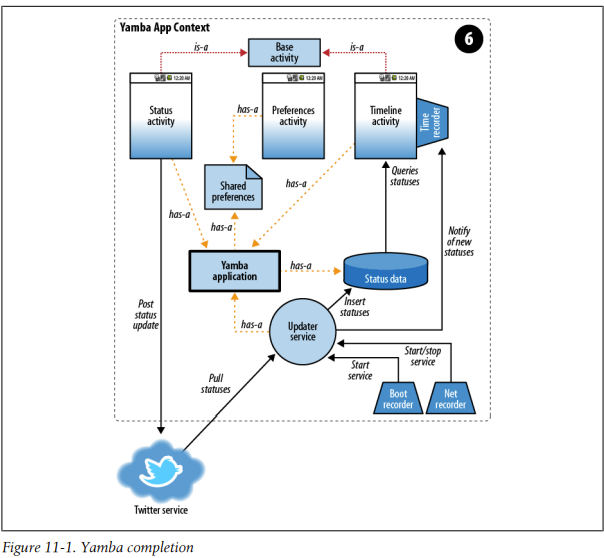 Yamba App Context
6
is-a
Base
activity
is-a
12:20 AM
12:20 AM
12:20 AM
Status
activity
has-a
Preferences
activity
Timeline
activity
Time
recorder
Shared
preferences
has-a
Queries
statuses
has-a
has-a
Notify
of new
statuses
Yamba
application
has-a
Status data
Post
status
update
has-a
Updater
service
Insert
statuses
Pull
statuses
Start
service
Start/stop
service
Boot
recorder
Net
recorder
Twitter service
Figure 11-1. Yamba completion